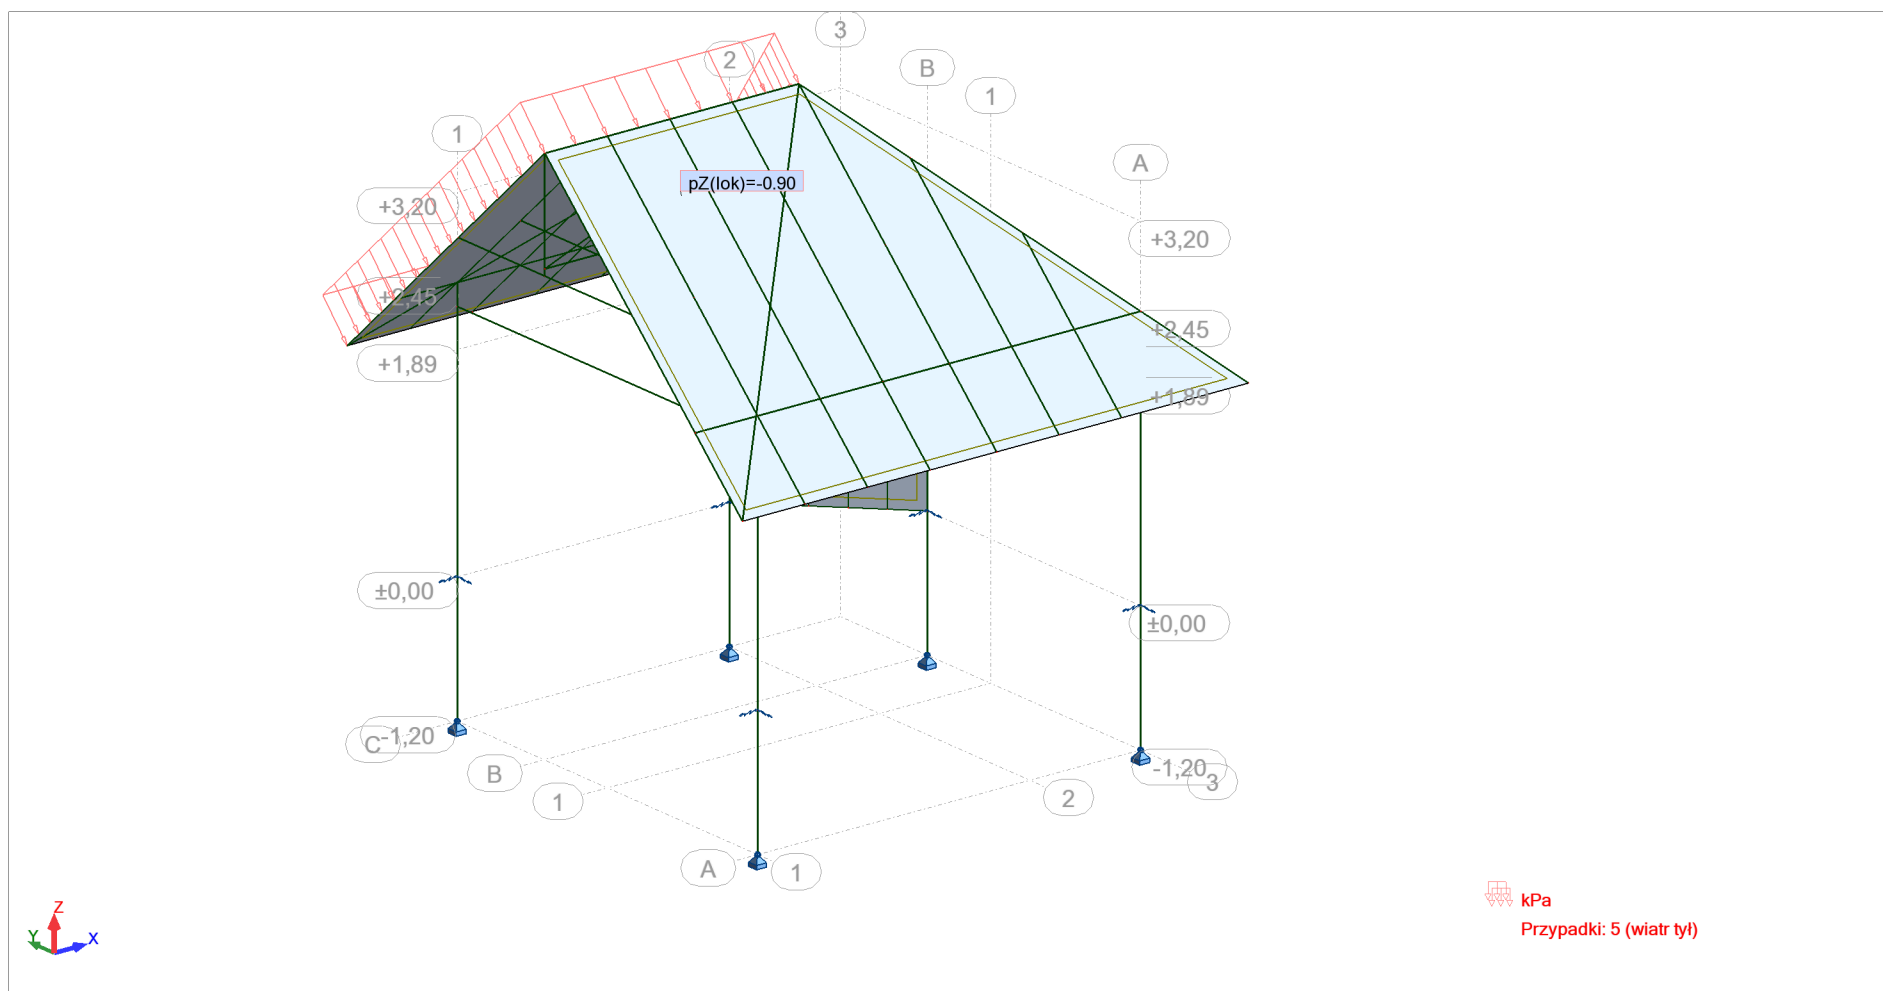 3
2
B
1
1
A
+3,20
+3,20
pZ(lok)=-0.90
+2,45
+2,45
+1,89
+1,89
±0,00
±0,00
C
-1,20
B
1
2
-1,20
3
A
1
Z
Y
X
kPa
Przypadki: 5 (wiatr tył)